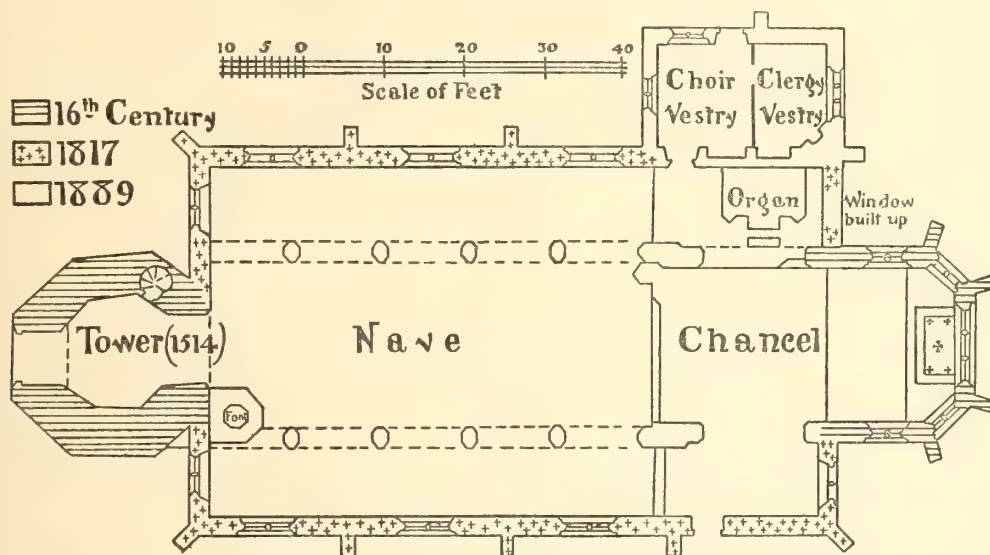 10 5 0 10 20 30 40
Scale of Feet
16th Century
1817
1889
Choir
Vestry
Clergy
Vestry
Organ
Window
built up
Tower (1514)
Nave
Chancel
Font